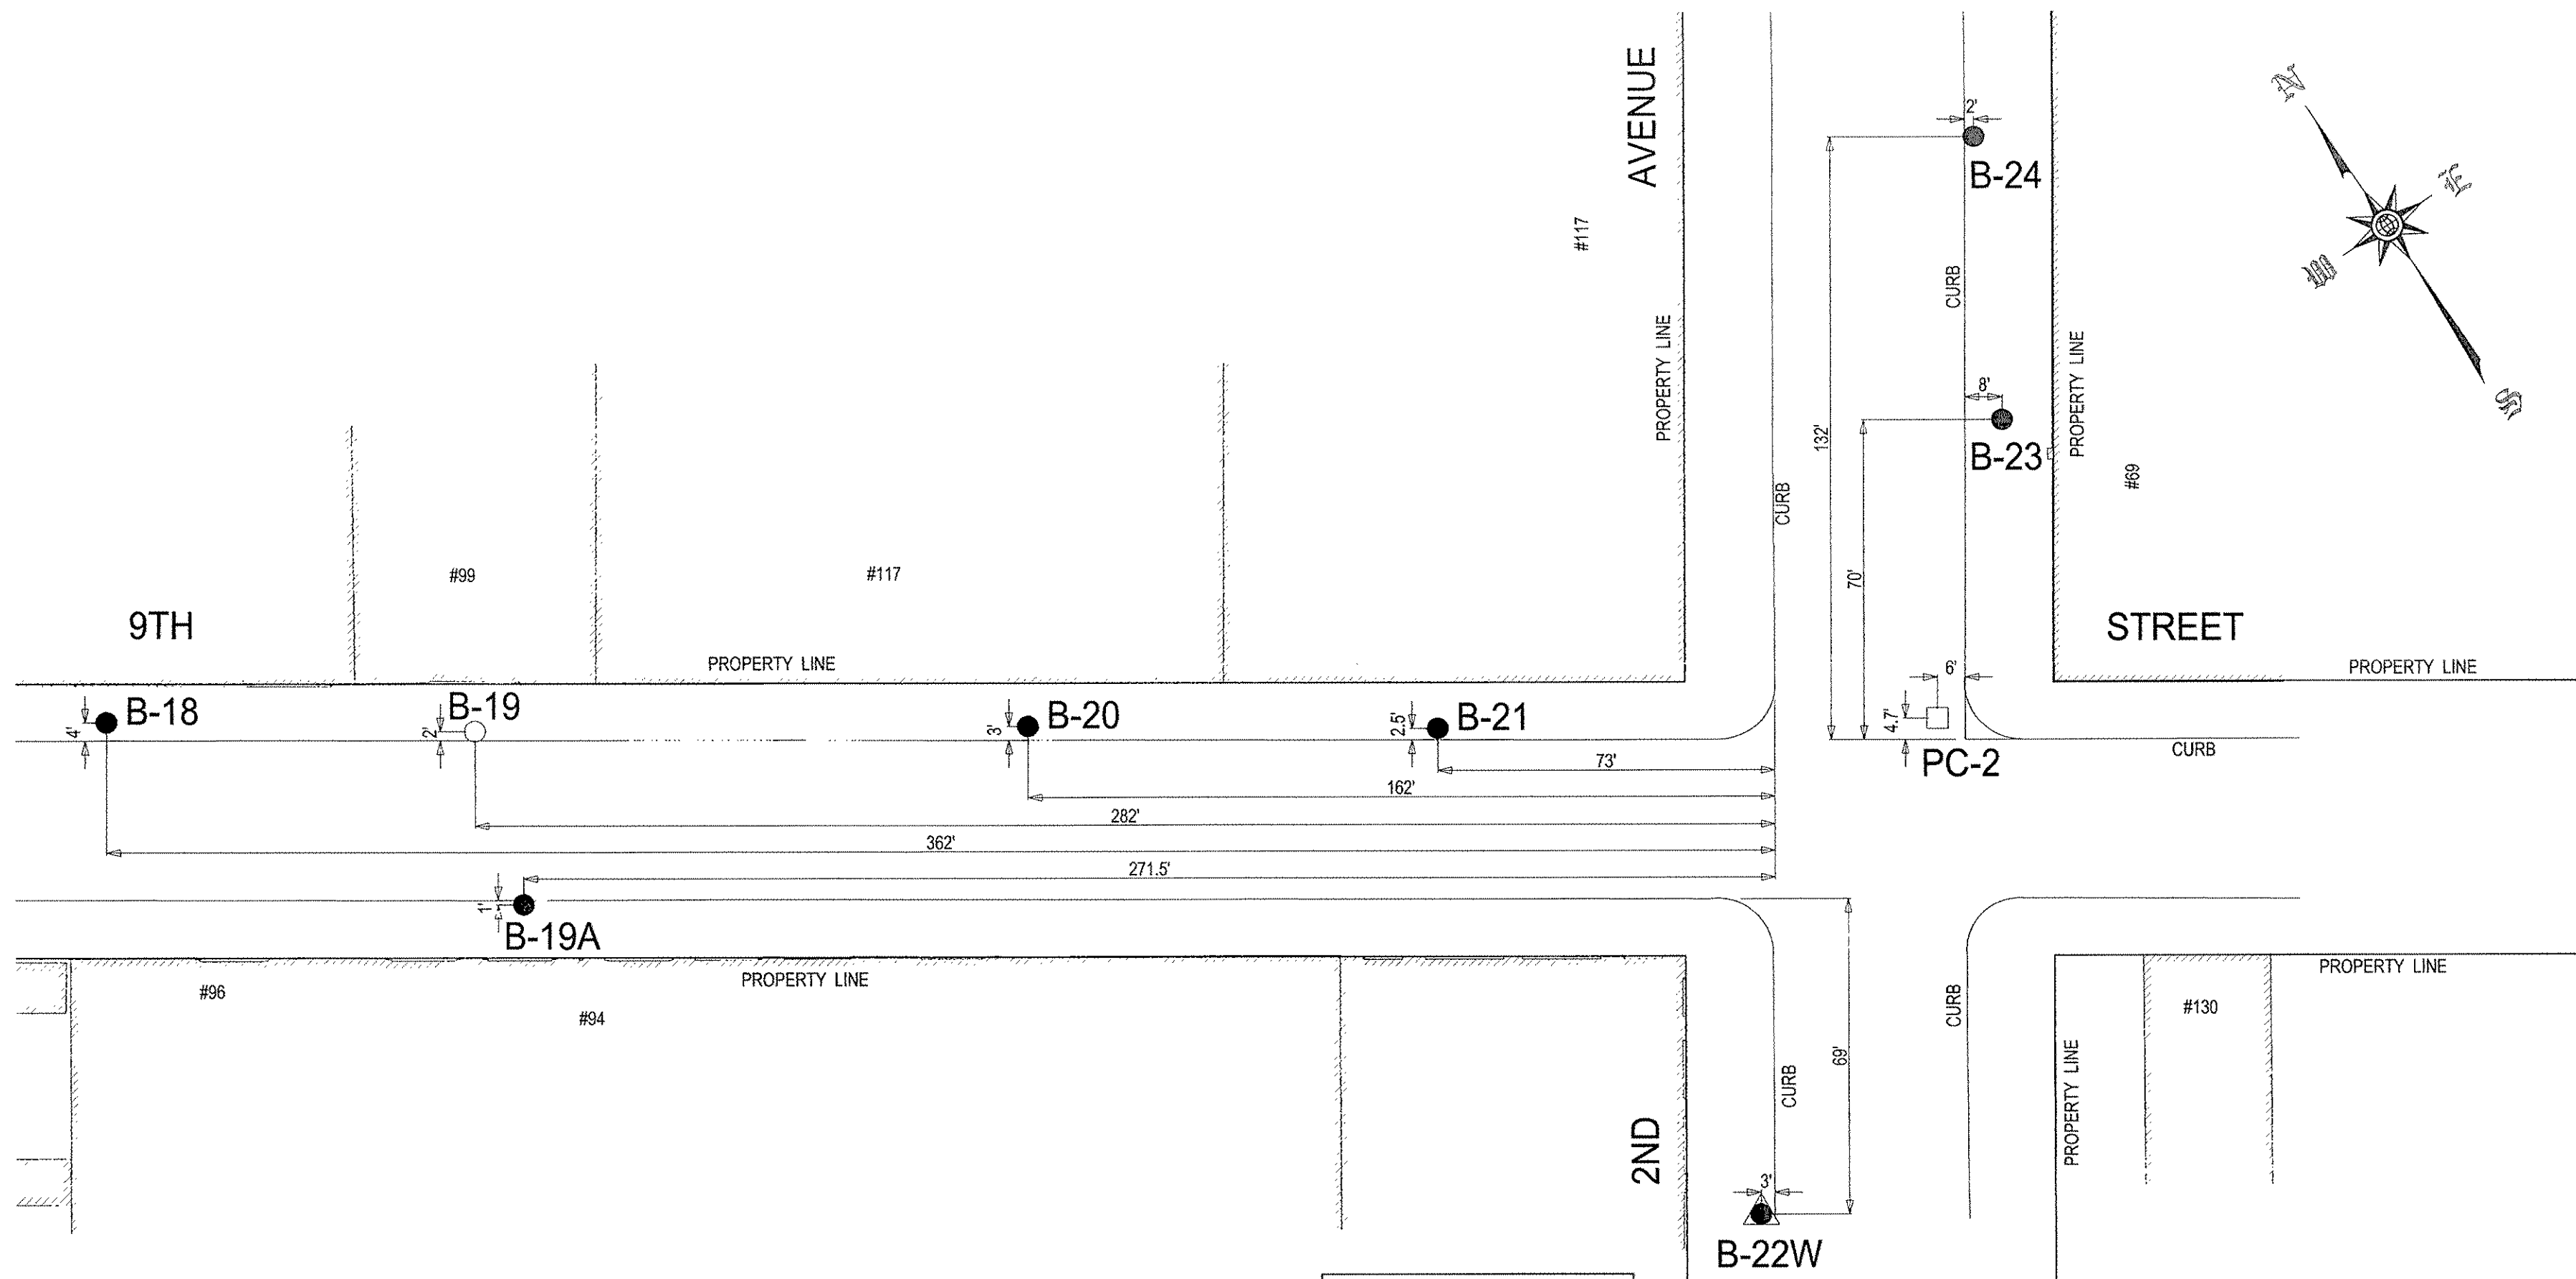 AVENUE
N
E
W
S
2'
B-24
#117
CURB
PROPERTY LINE
PROPERTY LINE
8'
132'
B-23
#69
CURB
70'
#99
#117
9TH
STREET
PROPERTY LINE
6'
PROPERTY LINE
B-18
B-19
B-20
B-21
4'
2'
3'
2.5'
4.7'
CURB
PC-2
73'
162'
282'
362'
271.5'
1'
B-19A
PROPERTY LINE
PROPERTY LINE
#96
#94
CURB
#130
69'
CURB
PROPERTY LINE
2ND
3'
B-22W